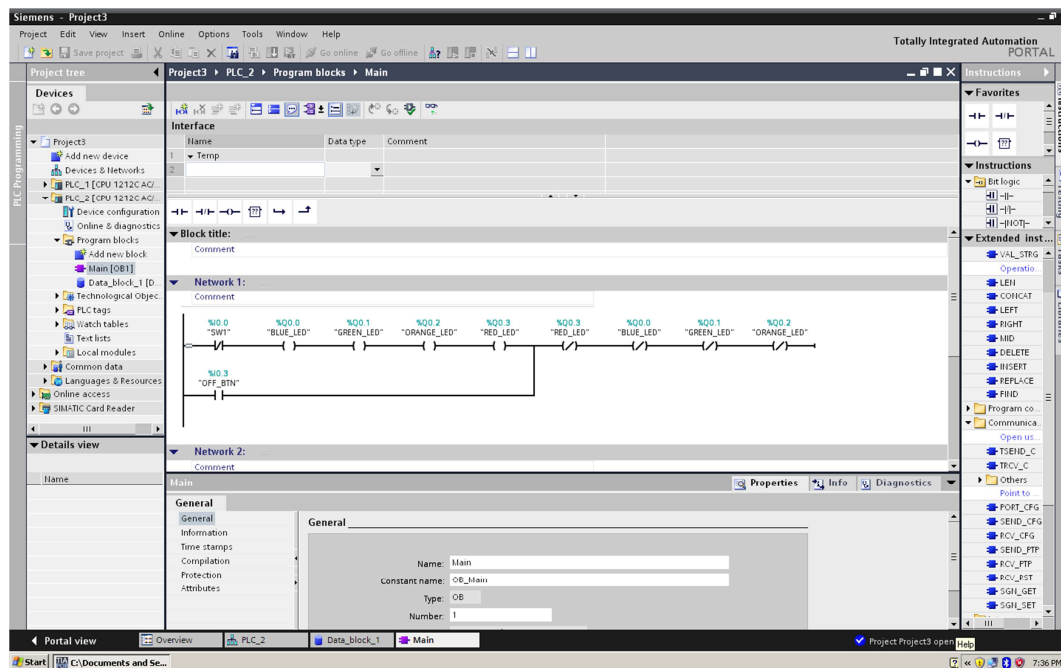 Siemens - Project3
Project Edit View Insert Online Options Tools Window Help
Totally Integrated Automation
PORTAL
Save project
Go online
Go offline
Project tree
Project3 ▸ PLC_2 ▸ Program blocks ▸ Main
Instructions
Devices
PLC Programming
Project3
Add new device
Devices & Networks
PLC_1 [CPU 1212C AC/...
PLC_2 [CPU 1212C AC/...
Device configuration
Online & diagnostics
Program blocks
Add new block
Main [OB1]
Data_block_1 [D...
Technological Objec...
PLC tags
Watch tables
Text lists
Local modules
Common data
Languages & Resources
Online access
SIMATIC Card Reader
Details view
Name
Interface
Name Data type Comment
1 Temp
2
Block title:
Comment
Network 1:
Comment
%I0.0 %Q0.0 %Q0.1 %Q0.2 %Q0.3 %Q0.3 %Q0.0 %Q0.1 %Q0.2
"SW1" "BLUE_LED" "GREEN_LED" "ORANGE_LED" "RED_LED" "RED_LED" "BLUE_LED" "GREEN_LED" "ORANGE_LED"
%I0.3
"OFF_BTN"
Network 2:
Comment
Main
Properties
Info
Diagnostics
General
General
Information
Time stamps
Compilation
Protection
Attributes
General
Name: Main
Constant name: OB_Main
Type: OB
Number: 1
Favorites
Instructions
Bit logic
-||-
-|/|-
-|NOT|-
Extended inst...
VAL_STRG
Operatio...
LEN
CONCAT
LEFT
RIGHT
MID
DELETE
INSERT
REPLACE
FIND
Program co...
Communica...
Open us...
TSEND_C
TRCV_C
Others
Point to ...
PORT_CFG
SEND_CFG
RCV_CFG
SEND_PTP
RCV_PTP
RCV_RST
SGN_GET
SGN_SET
Portal view
Overview
PLC_2
Data_block_1
Main
Project Project3 open
Help
Start
C:\Documents and Se...
7:36 PM